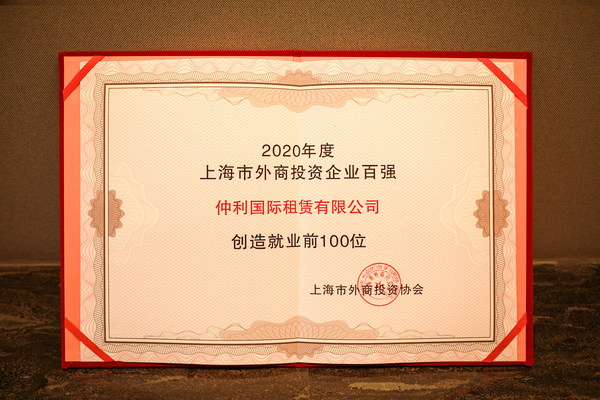 2020年度
上海市外商投资企业百强
仲利国际租赁有限公司
创造就业前100位
上海市外商投资协会